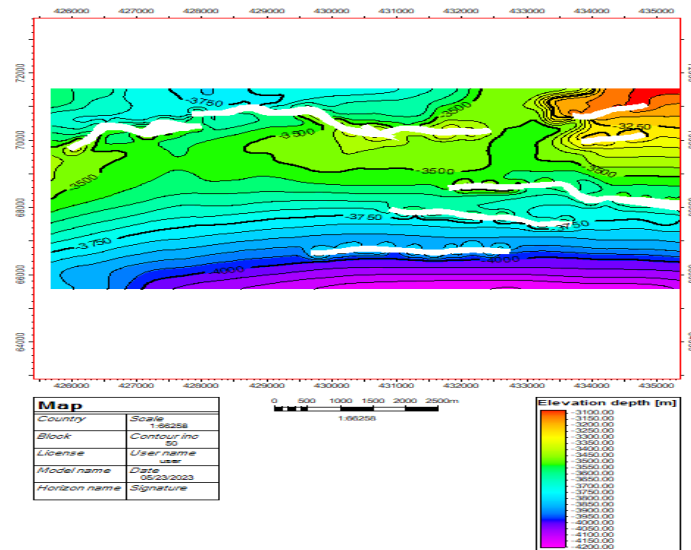 426000 427000 428000 429000 430000 431000 432000 433000 434000 435000
72000
70000
68000
66000
64000
-3750
-3500
-3250
-3500
-3500
-3500
-3750
-3750
-3750
-4000
-4000
426000 427000 428000 429000 430000 431000 432000 433000 434000 435000
Map
Country
Scale
1:66258
Block
Contour inc
50
License
User name
user
Model name
Date
05/23/2023
Horizon name
Signature
0 500 1000 1500 2000 2500m
1:66258
Elevation depth [m]
-3100.00
-3150.00
-3200.00
-3250.00
-3300.00
-3350.00
-3400.00
-3450.00
-3500.00
-3550.00
-3600.00
-3650.00
-3700.00
-3750.00
-3800.00
-3850.00
-3900.00
-3950.00
-4000.00
-4050.00
-4100.00
-4150.00
-4200.00